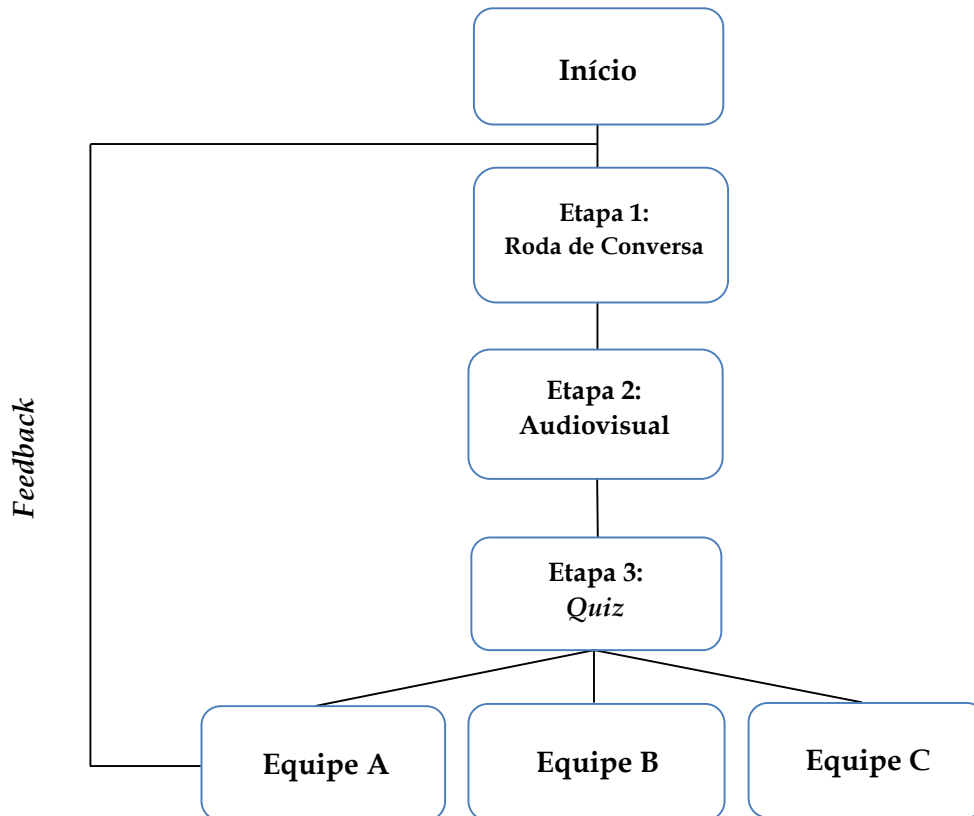 Início
Etapa 1:
Roda de Conversa
Etapa 2:
Audiovisual
Feedback
Etapa 3:
Quiz
Equipe A
Equipe B
Equipe C